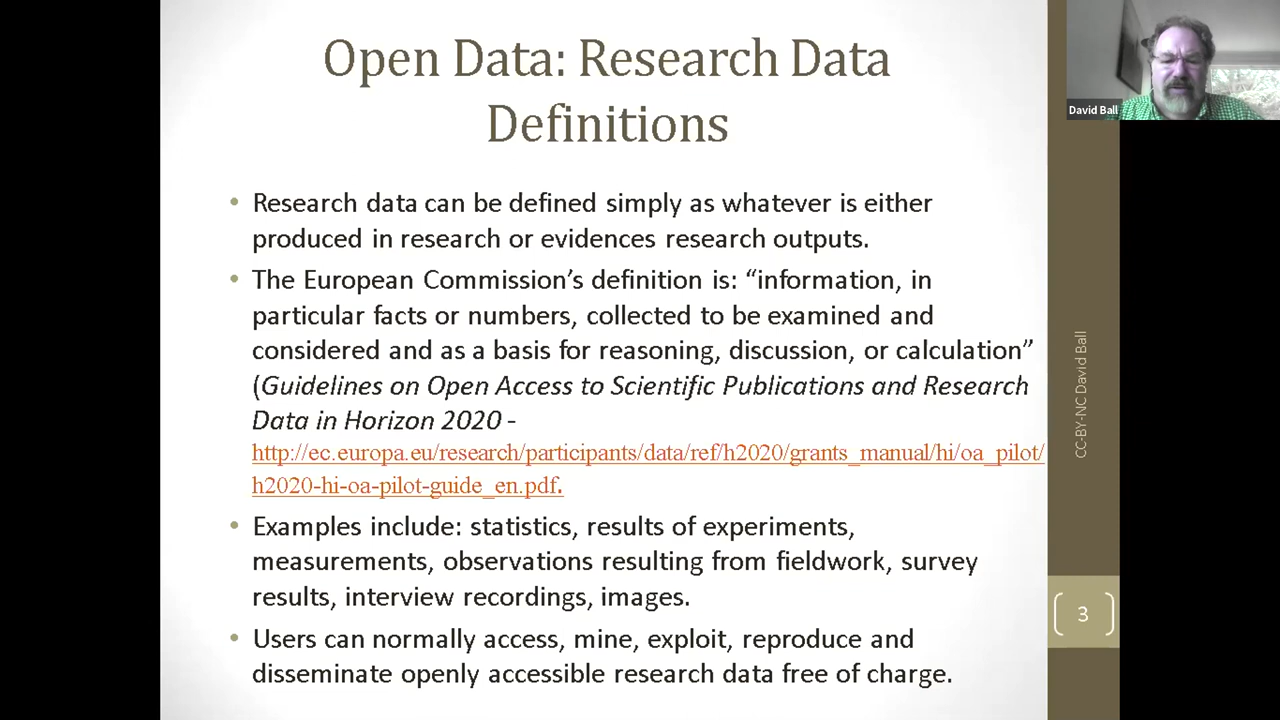 Open Data: Research Data
Definitions
David Ball
• Research data can be defined simply as whatever is either
produced in research or evidences research outputs.
• The European Commission’s definition is: “information, in
particular facts or numbers, collected to be examined and
considered and as a basis for reasoning, discussion, or calculation”
(Guidelines on Open Access to Scientific Publications and Research
Data in Horizon 2020 -
http://ec.europa.eu/research/participants/data/ref/h2020/grants_manual/hi/oa_pilot/
h2020-hi-oa-pilot-guide_en.pdf.
• Examples include: statistics, results of experiments,
measurements, observations resulting from fieldwork, survey
results, interview recordings, images.
• Users can normally access, mine, exploit, reproduce and
disseminate openly accessible research data free of charge.
CC-BY-NC David Ball
3